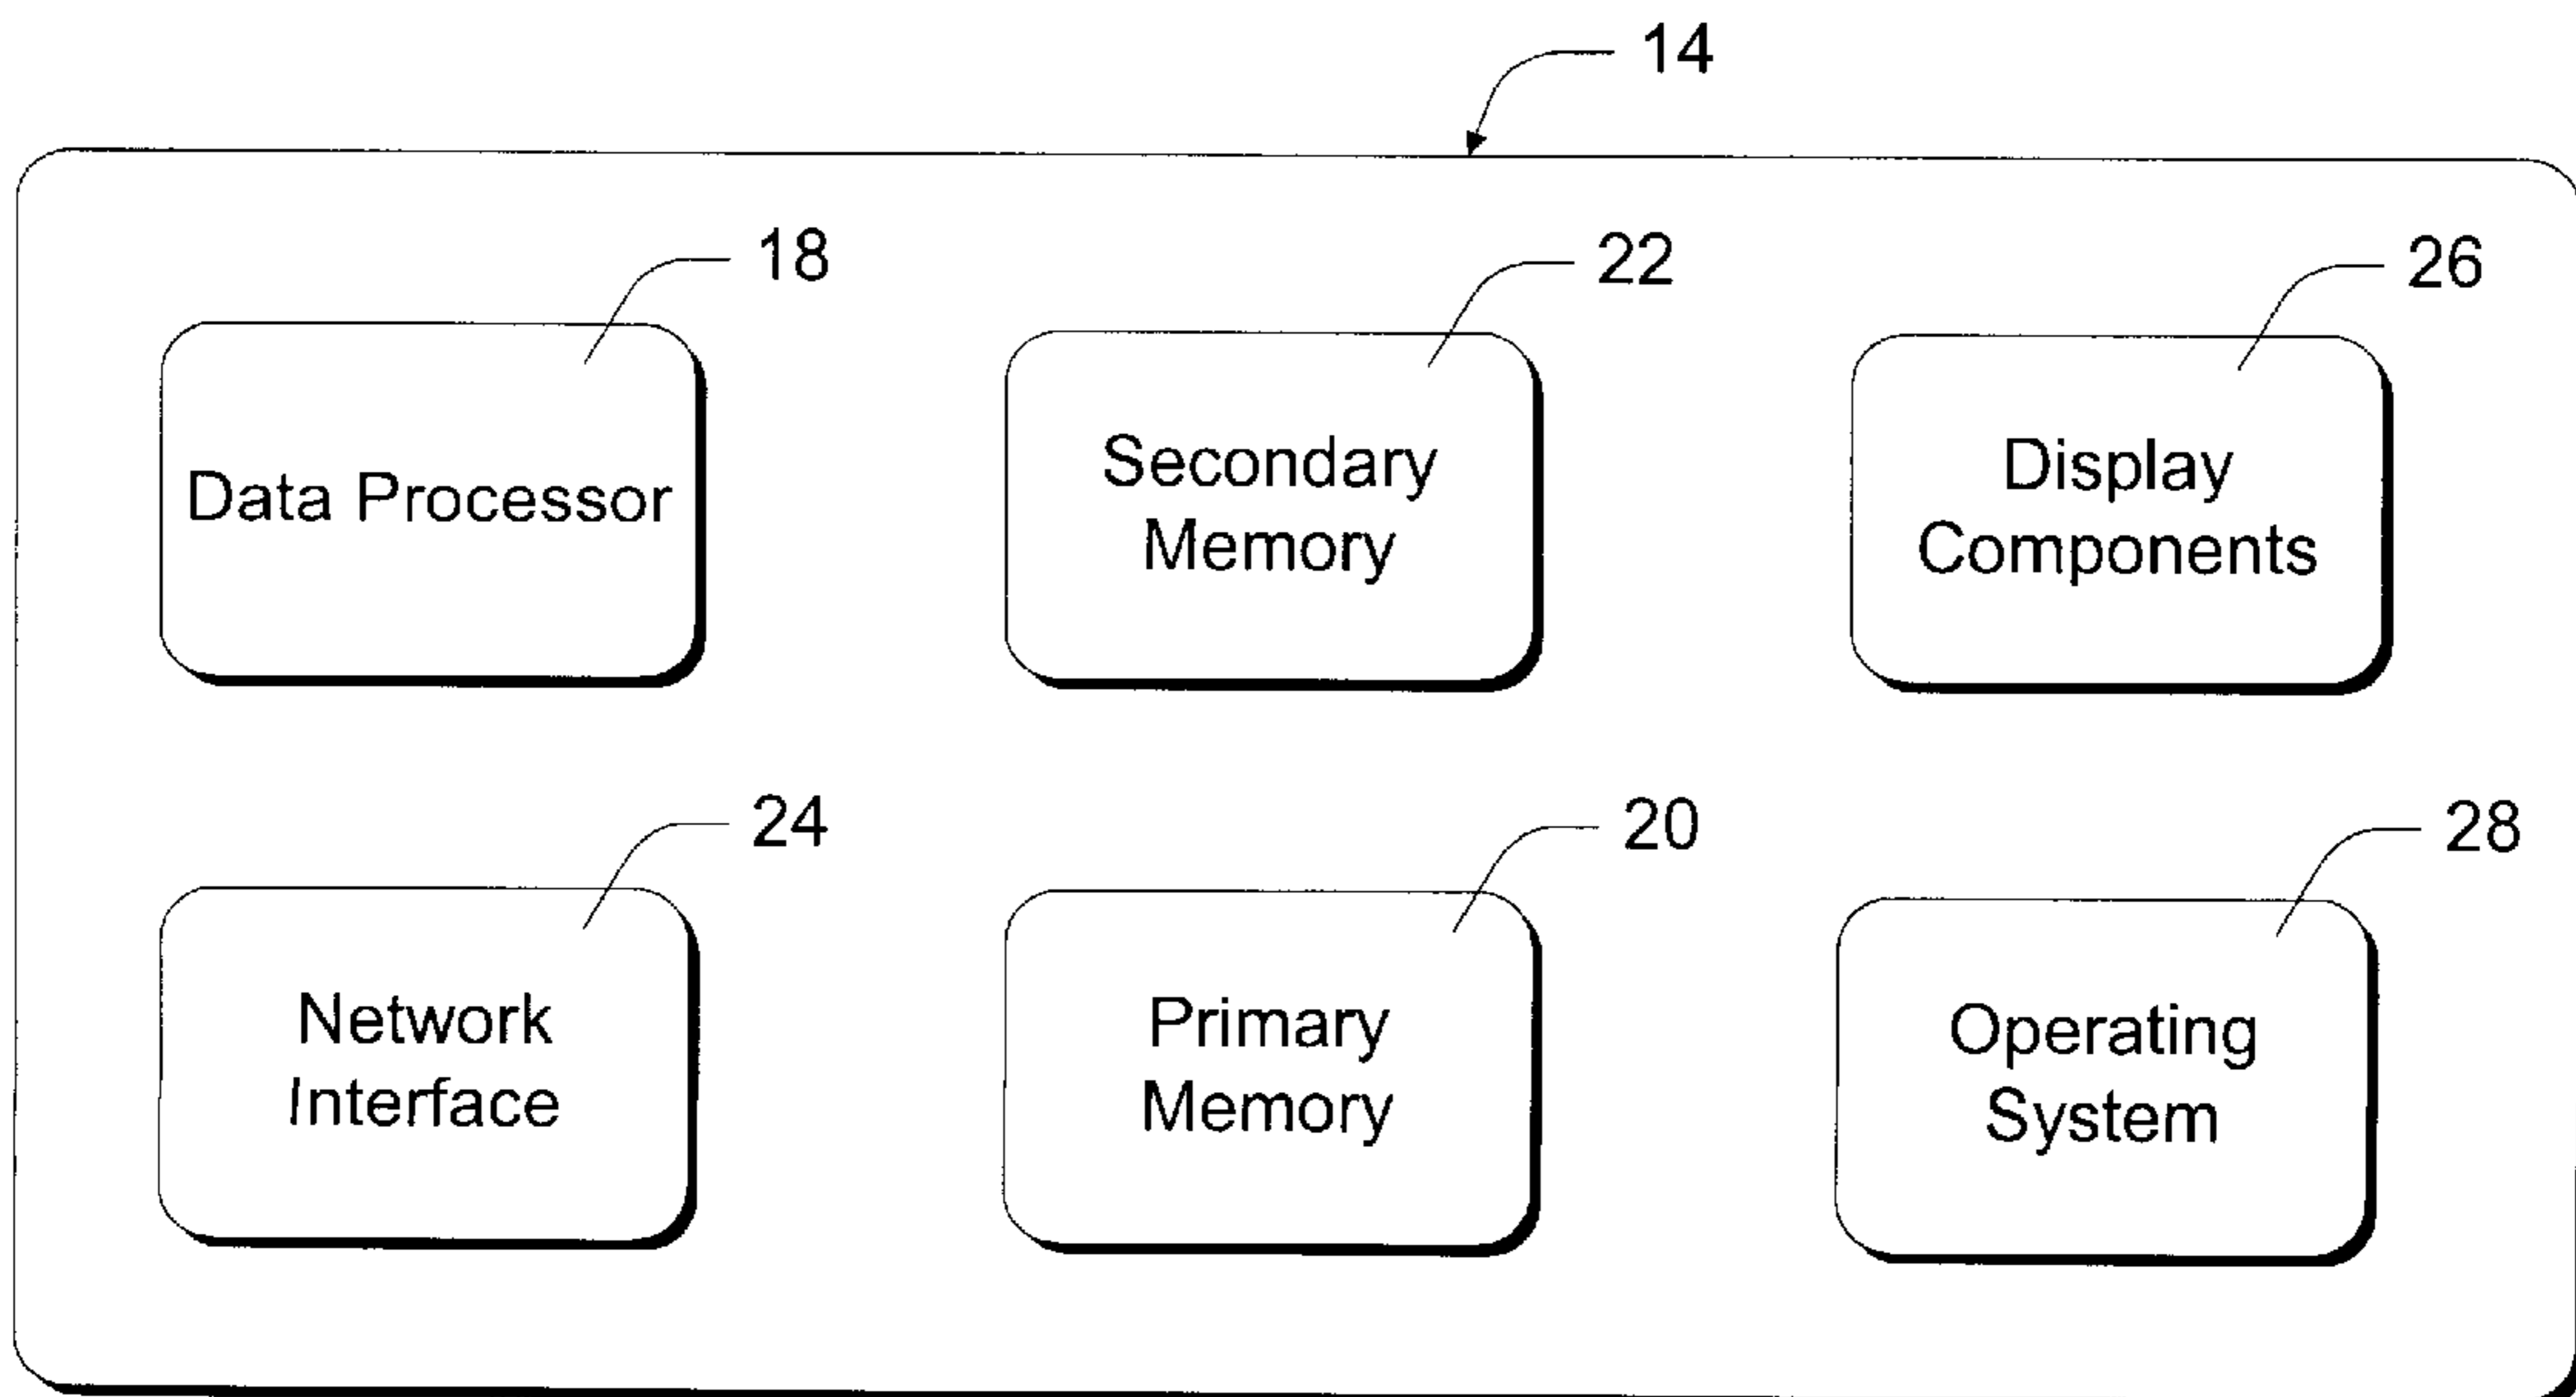 14
18
22
26
Data Processor
Secondary
Memory
Display
Components
24
20
28
Network
Interface
Primary
Memory
Operating
System